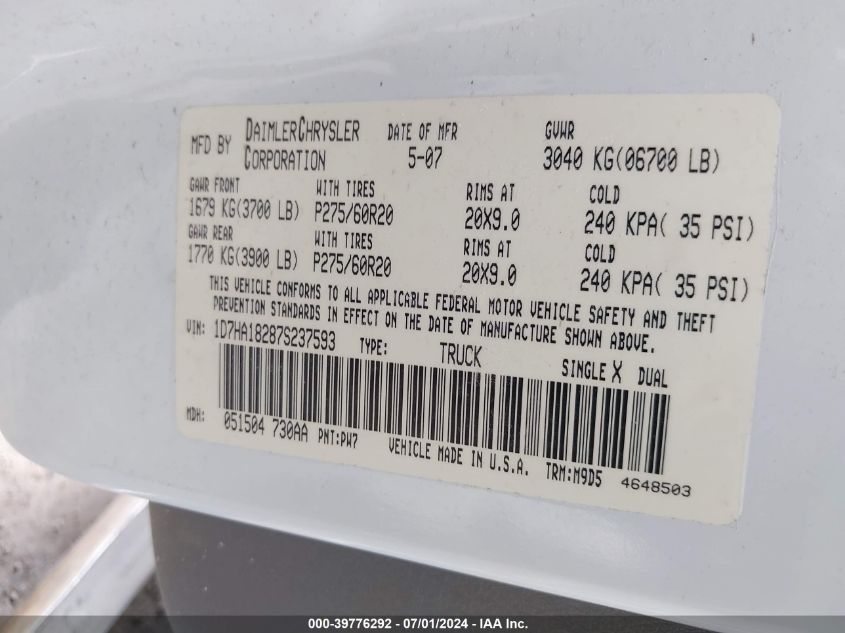 MFD BY DAIMLERCHRYSLER CORPORATION DATE OF MFR 5-07 GVWR 3040 KG(06700 LB)
GAWR FRONT WITH TIRES RIMS AT COLD
1679 KG(3700 LB) P275/60R20 20X9.0 240 KPA( 35 PSI)
GAWR REAR WITH TIRES RIMS AT COLD
1770 KG(3900 LB) P275/60R20 20X9.0 240 KPA( 35 PSI)
THIS VEHICLE CONFORMS TO ALL APPLICABLE FEDERAL MOTOR VEHICLE SAFETY AND THEFT
PREVENTION STANDARDS IN EFFECT ON THE DATE OF MANUFACTURE SHOWN ABOVE.
VIN: 1D7HA18287S237593 TYPE: TRUCK SINGLE X DUAL
MDH: 051504 730AA PNT:PW7 VEHICLE MADE IN U.S.A. TRM:M9D5 4648503
000-39776292 - 07/01/2024 - IAA Inc.